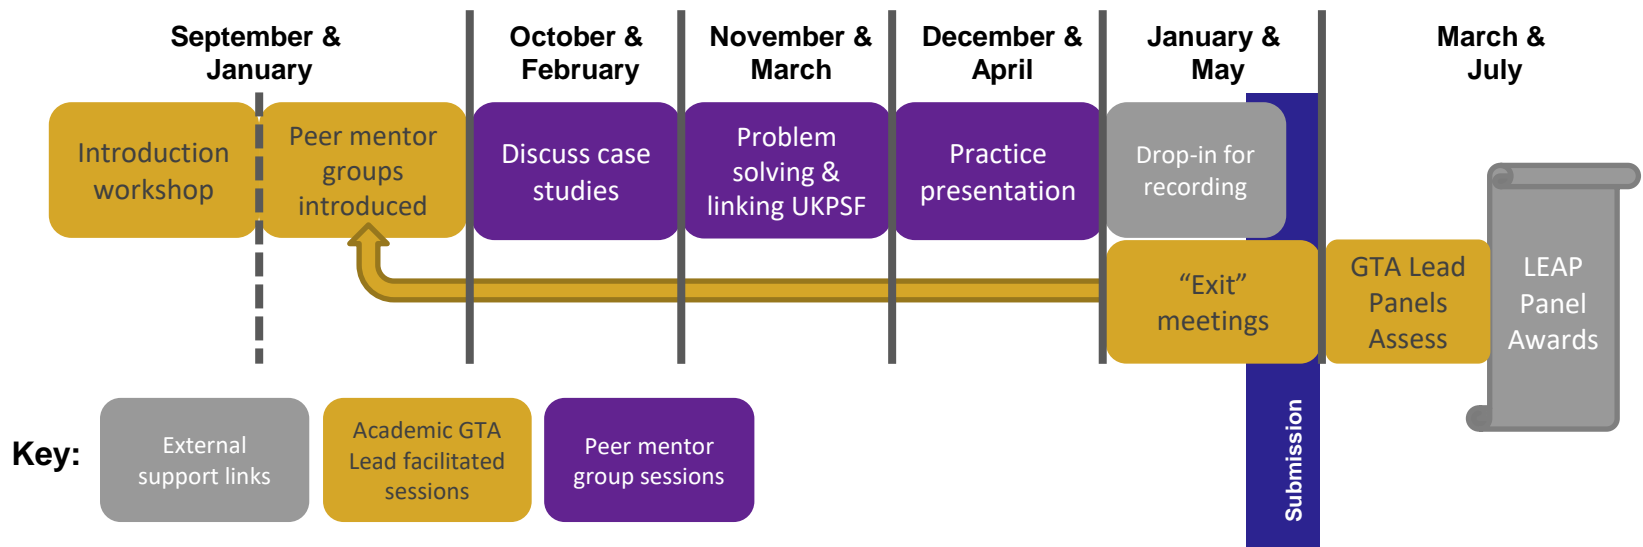 September &
January
October &
February
November &
March
December &
April
January &
May
March &
July
Introduction
workshop
Peer mentor
groups
introduced
Discuss case
studies
Problem
solving &
linking UKPSF
Practice
presentation
Drop-in for
recording
“Exit”
meetings
GTA Lead
Panels
Assess
LEAP
Panel
Awards
Submission
Key:
External
support links
Academic GTA
Lead facilitated
sessions
Peer mentor
group sessions